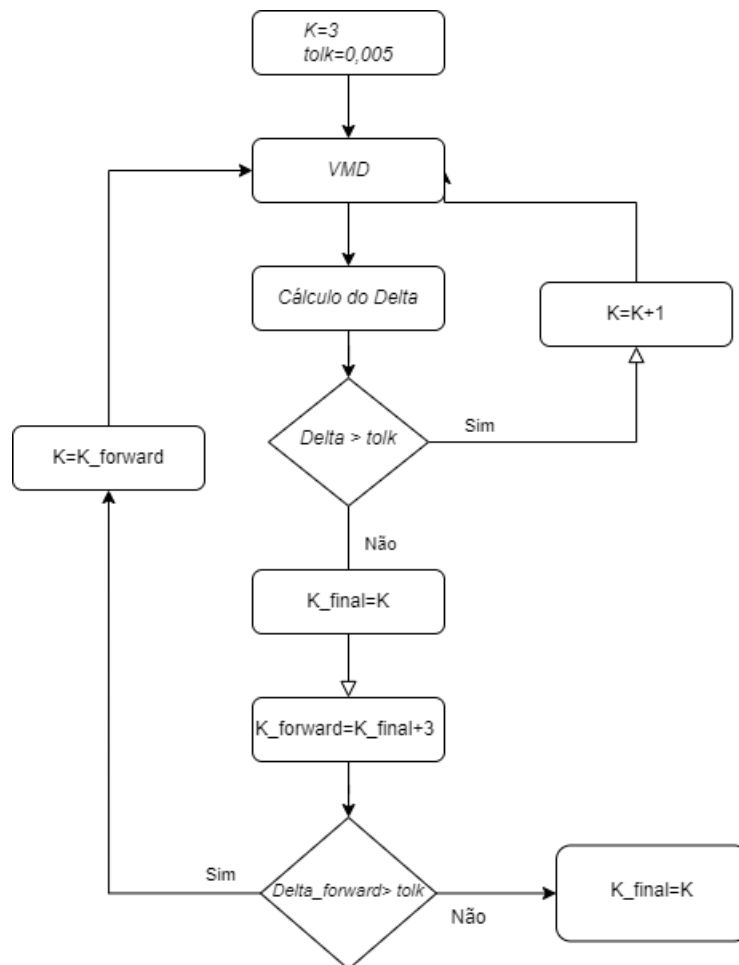 K=3
tolk=0,005
VMD
Cálculo do Delta
K=K+1
Delta > tolk
Sim
K=K_forward
Não
K_final=K
K_forward=K_final+3
Sim
Delta_forward> tolk
Não
K_final=K